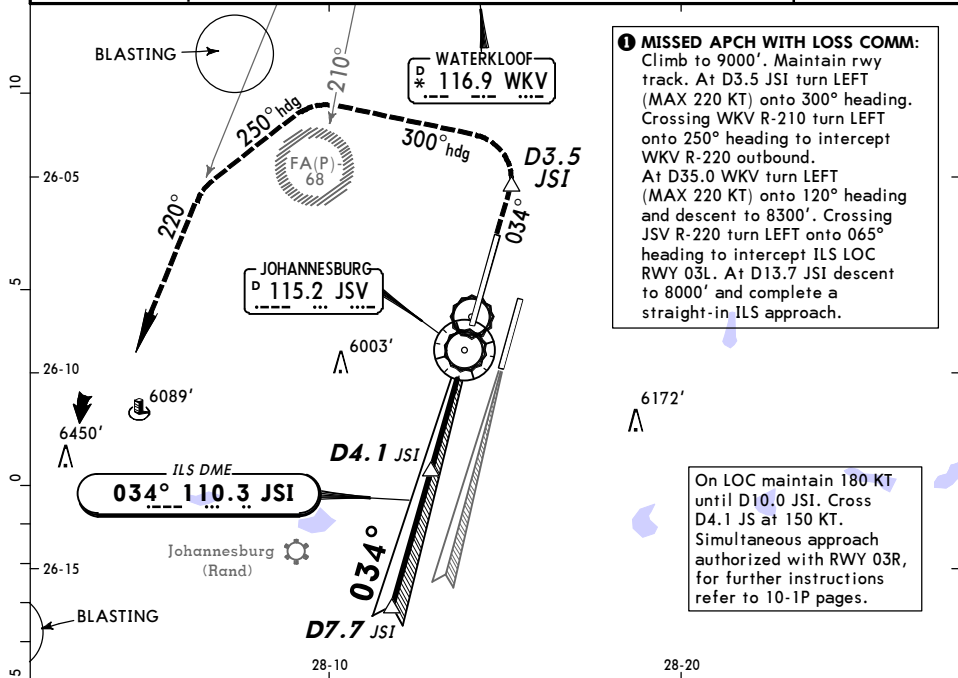 BLASTING
210°
WATERKLOOF
D
* 116.9 WKV
250° hdg
300° hdg
FA(P)-
68
D3.5
JSI
034°
220°
JOHANNESBURG
D 115.2 JSV
6003'
6089'
6450'
6172'
D4.1 JSI
ILS DME
034° 110.3 JSI
Johannesburg
(Rand)
034°
D7.7 JSI
BLASTING
10
26-05
5
26-10
0
26-15
5
28-10
28-20
1 MISSED APCH WITH LOSS COMM:
Climb to 9000'. Maintain rwy
track. At D3.5 JSI turn LEFT
(MAX 220 KT) onto 300° heading.
Crossing WKV R-210 turn LEFT
onto 250° heading to intercept
WKV R-220 outbound.
At D35.0 WKV turn LEFT
(MAX 220 KT) onto 120° heading
and descent to 8300'. Crossing
JSV R-220 turn LEFT onto 065°
heading to intercept ILS LOC
RWY 03L. At D13.7 JSI descent
to 8000' and complete a
straight-in ILS approach.
On LOC maintain 180 KT
until D10.0 JSI. Cross
D4.1 JS at 150 KT.
Simultaneous approach
authorized with RWY 03R,
for further instructions
refer to 10-1P pages.